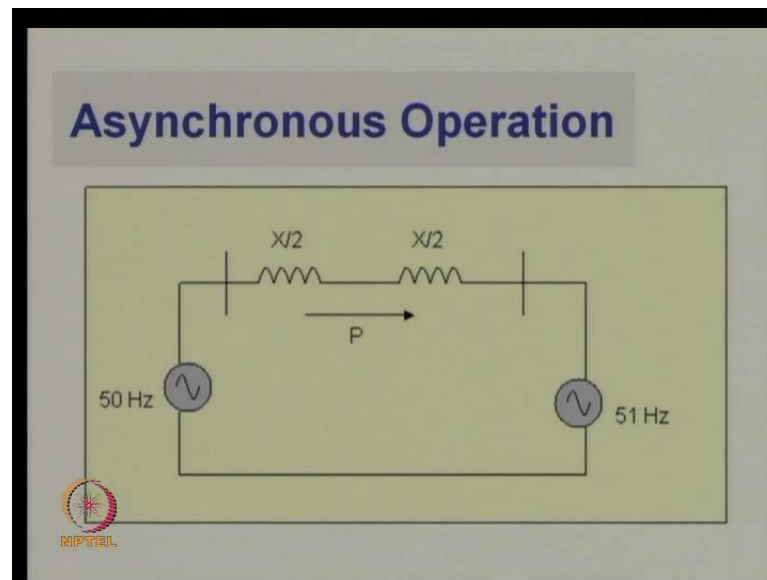 Asynchronous Operation
X/2 X/2
P
50 Hz
51 Hz
NPTEL